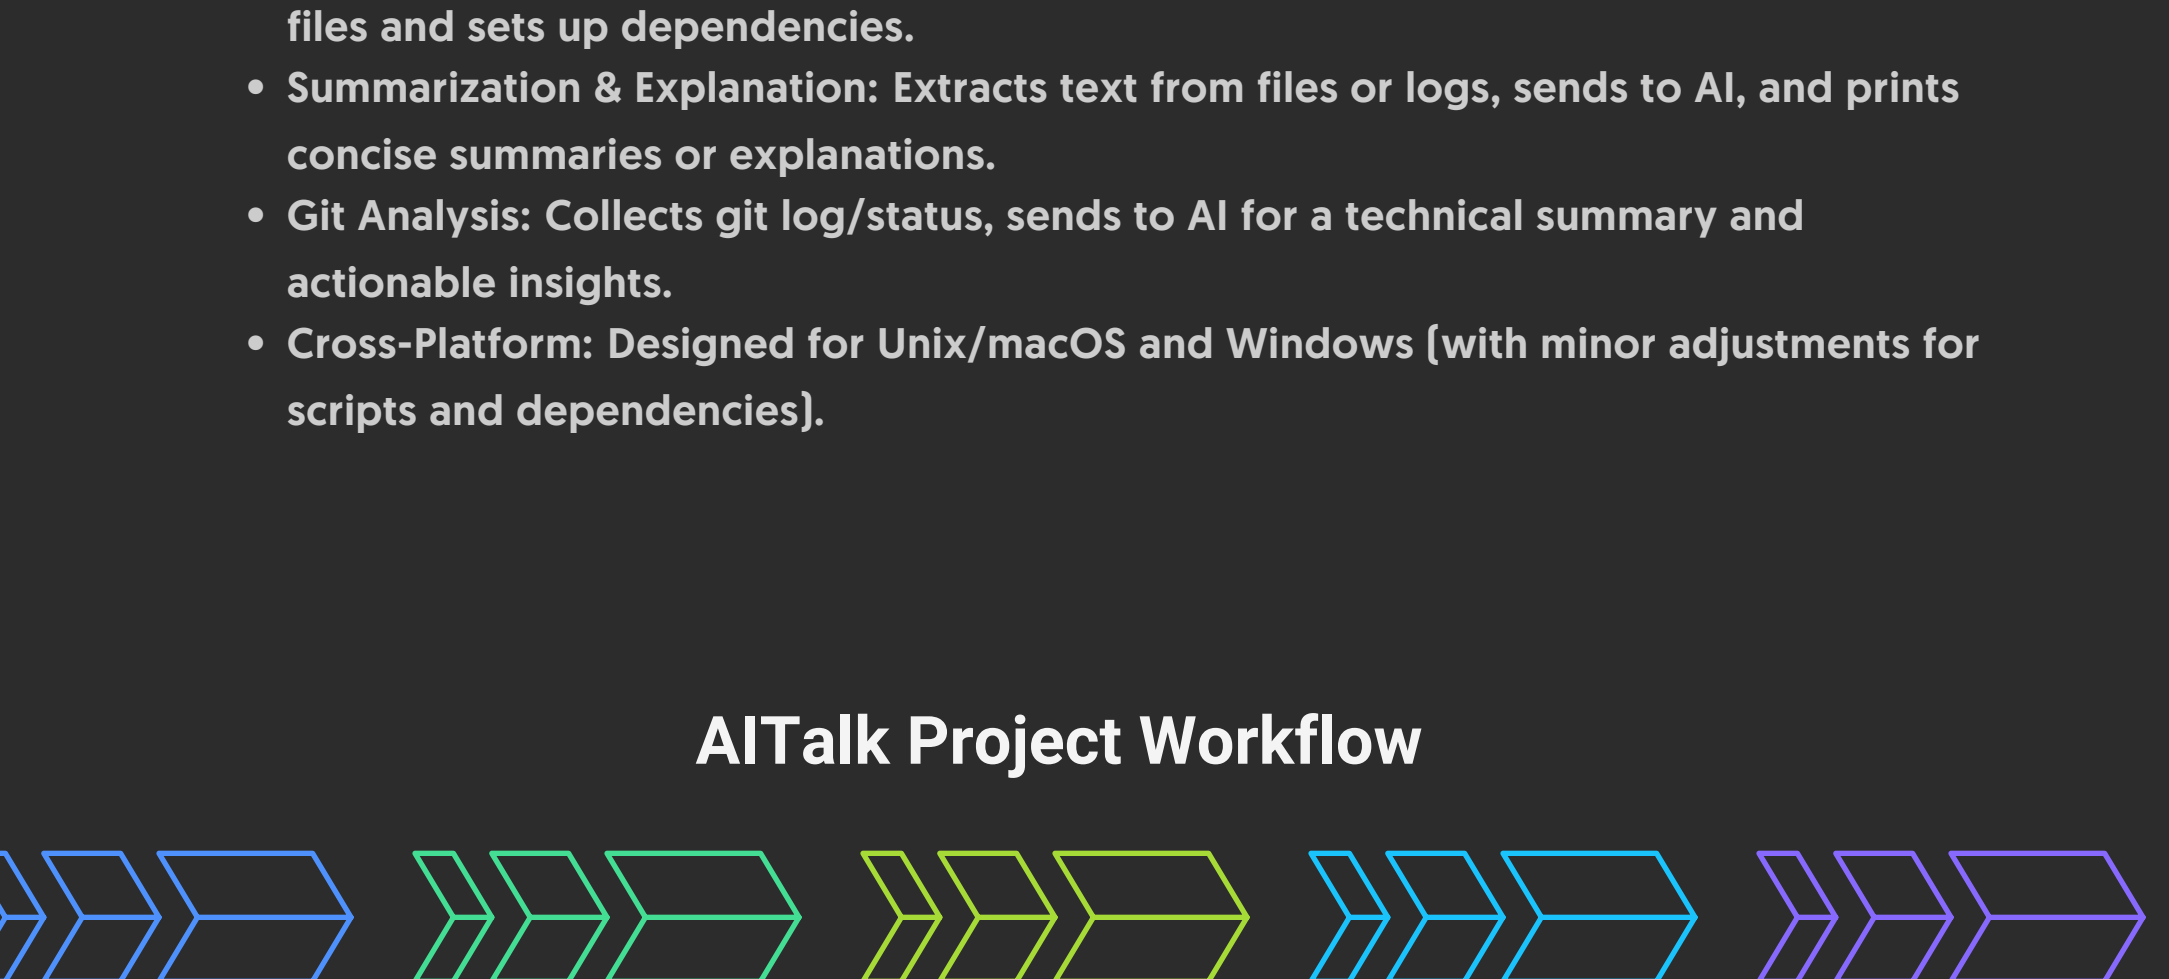 files and sets up dependencies.
• Summarization & Explanation: Extracts text from files or logs, sends to AI, and prints
concise summaries or explanations.
• Git Analysis: Collects git log/status, sends to AI for a technical summary and
actionable insights.
• Cross-Platform: Designed for Unix/macOS and Windows (with minor adjustments for
scripts and dependencies).
AITalk Project Workflow